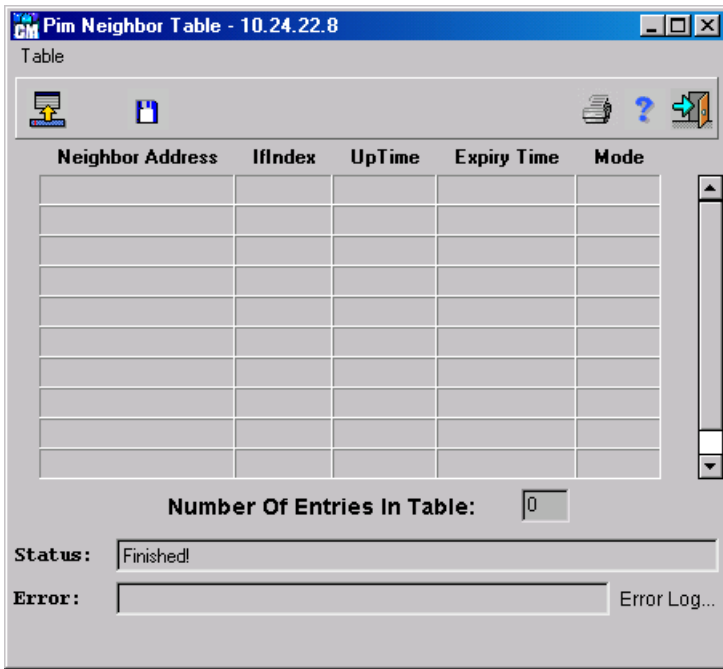 GM Pim Neighbor Table - 10.24.22.8
Table
?
Neighbor Address IfIndex UpTime Expiry Time Mode
Number Of Entries In Table: 0
Status: Finished!
Error: Error Log...